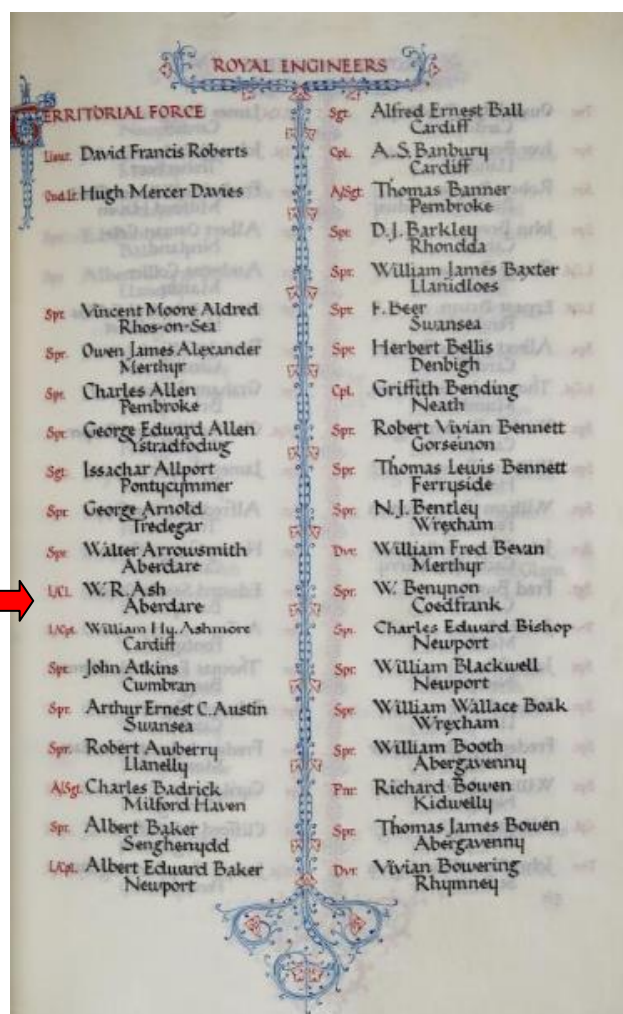 ROYAL ENGINEERS
TERRITORIAL FORCE
Lieut. David Francis Roberts
2nd Lt. Hugh Mercer Davies
Spr. Vincent Moore Aldred
Rhos-on-Sea
Spr. Owen James Alexander
Merthyr
Spr. Charles Allen
Pembroke
Spr. George Edward Allen
Ystradfodwg
Sgt. Issachar Allport
Pontycymmer
Spr. George Arnold
Tredegar
Spr. Walter Arrowsmith
Aberdare
L/Cl. W.R. Ash
Aberdare
L/Cpl. William Hy. Ashmore
Cardiff
Spr. John Atkins
Cwmbran
Spr. Arthur Ernest C. Austin
Swansea
Spr. Robert Awberry
Llanelly
A/Sgt. Charles Badrick
Milford Haven
Spr. Albert Baker
Senghenydd
L/Cpl. Albert Edward Baker
Newport
Sgt. Alfred Ernest Ball
Cardiff
Cpl. A.S. Banbury
Cardiff
A/Sgt. Thomas Banner
Pembroke
Spr. D.J. Barkley
Rhondda
Spr. William James Baxter
Llanidloes
Spr. F. Beer
Swansea
Spr. Herbert Bellis
Denbigh
Cpl. Griffith Bending
Neath
Spr. Robert Vivian Bennett
Gorseinon
Spr. Thomas Lewis Bennett
Ferryside
Spr. N.J. Bentley
Wrexham
Dvr. William Fred Bevan
Merthyr
Spr. W. Benynon
Coedfrank
Spr. Charles Edward Bishop
Newport
Spr. William Blackwell
Newport
Spr. William Wallace Boak
Wrexham
Spr. William Booth
Abergavenny
Pnr. Richard Bowen
Kidwelly
Spr. Thomas James Bowen
Abergavenny
Dvr. Vivian Bowering
Rhymney